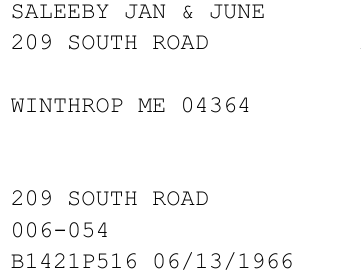 SALEEBY JAN & JUNE
209 SOUTH ROAD
WINTHROP ME 04364
209 SOUTH ROAD
006-054
B1421P516 06/13/1966